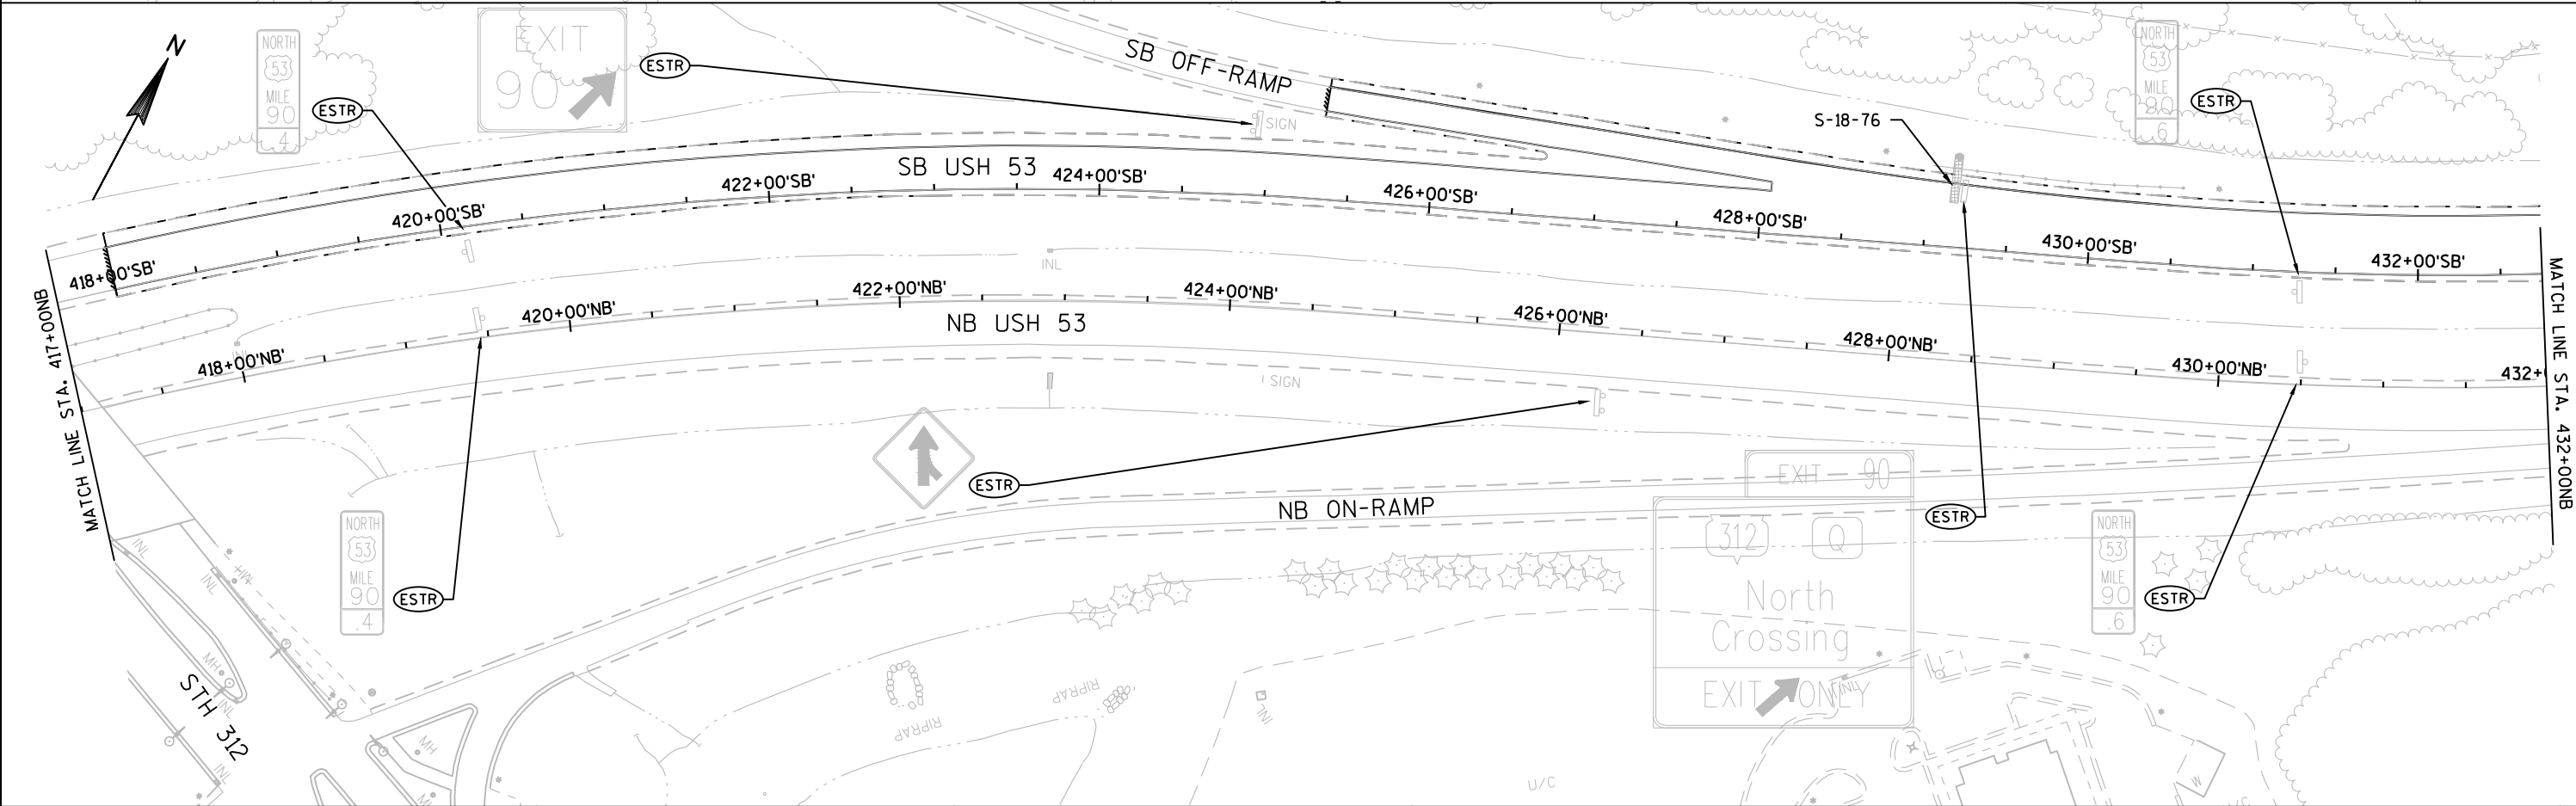 N
NORTH
53
MILE
90
4
EXIT
90
ESTR
ESTR
SB OFF-RAMP
SIGN
S-18-76
ESTR
NORTH
53
MILE
90
6
SB USH 53
418+00'SB'
420+00'SB'
422+00'SB'
424+00'SB'
426+00'SB'
428+00'SB'
430+00'SB'
432+00'SB'
INL
INL
418+00'NB'
420+00'NB'
422+00'NB'
424+00'NB'
426+00'NB'
428+00'NB'
430+00'NB'
432+
NB USH 53
SIGN
MATCH LINE STA. 417+00NB
MATCH LINE STA. 432+00NB
ESTR
NB ON-RAMP
EXIT 90
312 Q
North
Crossing
EXIT ONLY
ESTR
NORTH
53
MILE
90
.4
ESTR
NORTH
53
MILE
90
.6
ESTR
INL
INL
MH
MH
INL
STH 312
INL
MH
RIPRAP
RIPRAP
INL
INL
U/C
W